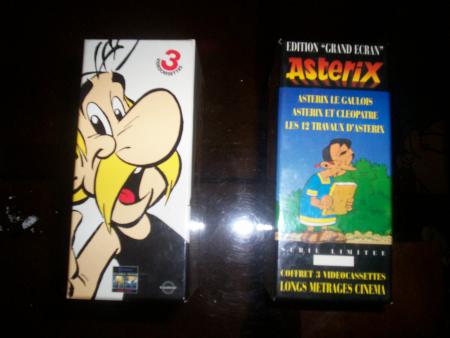 3
VIDEOCASSETTES
EDITION "GRAND ECRAN"
Asterix
ASTERIX LE GAULOIS
ASTERIX ET CLEOPATRE
LES 12 TRAVAUX D'ASTERIX
SERIE LIMITEE
COFFRET 3 VIDEOCASSETTES
LONGS METRAGES CINEMA